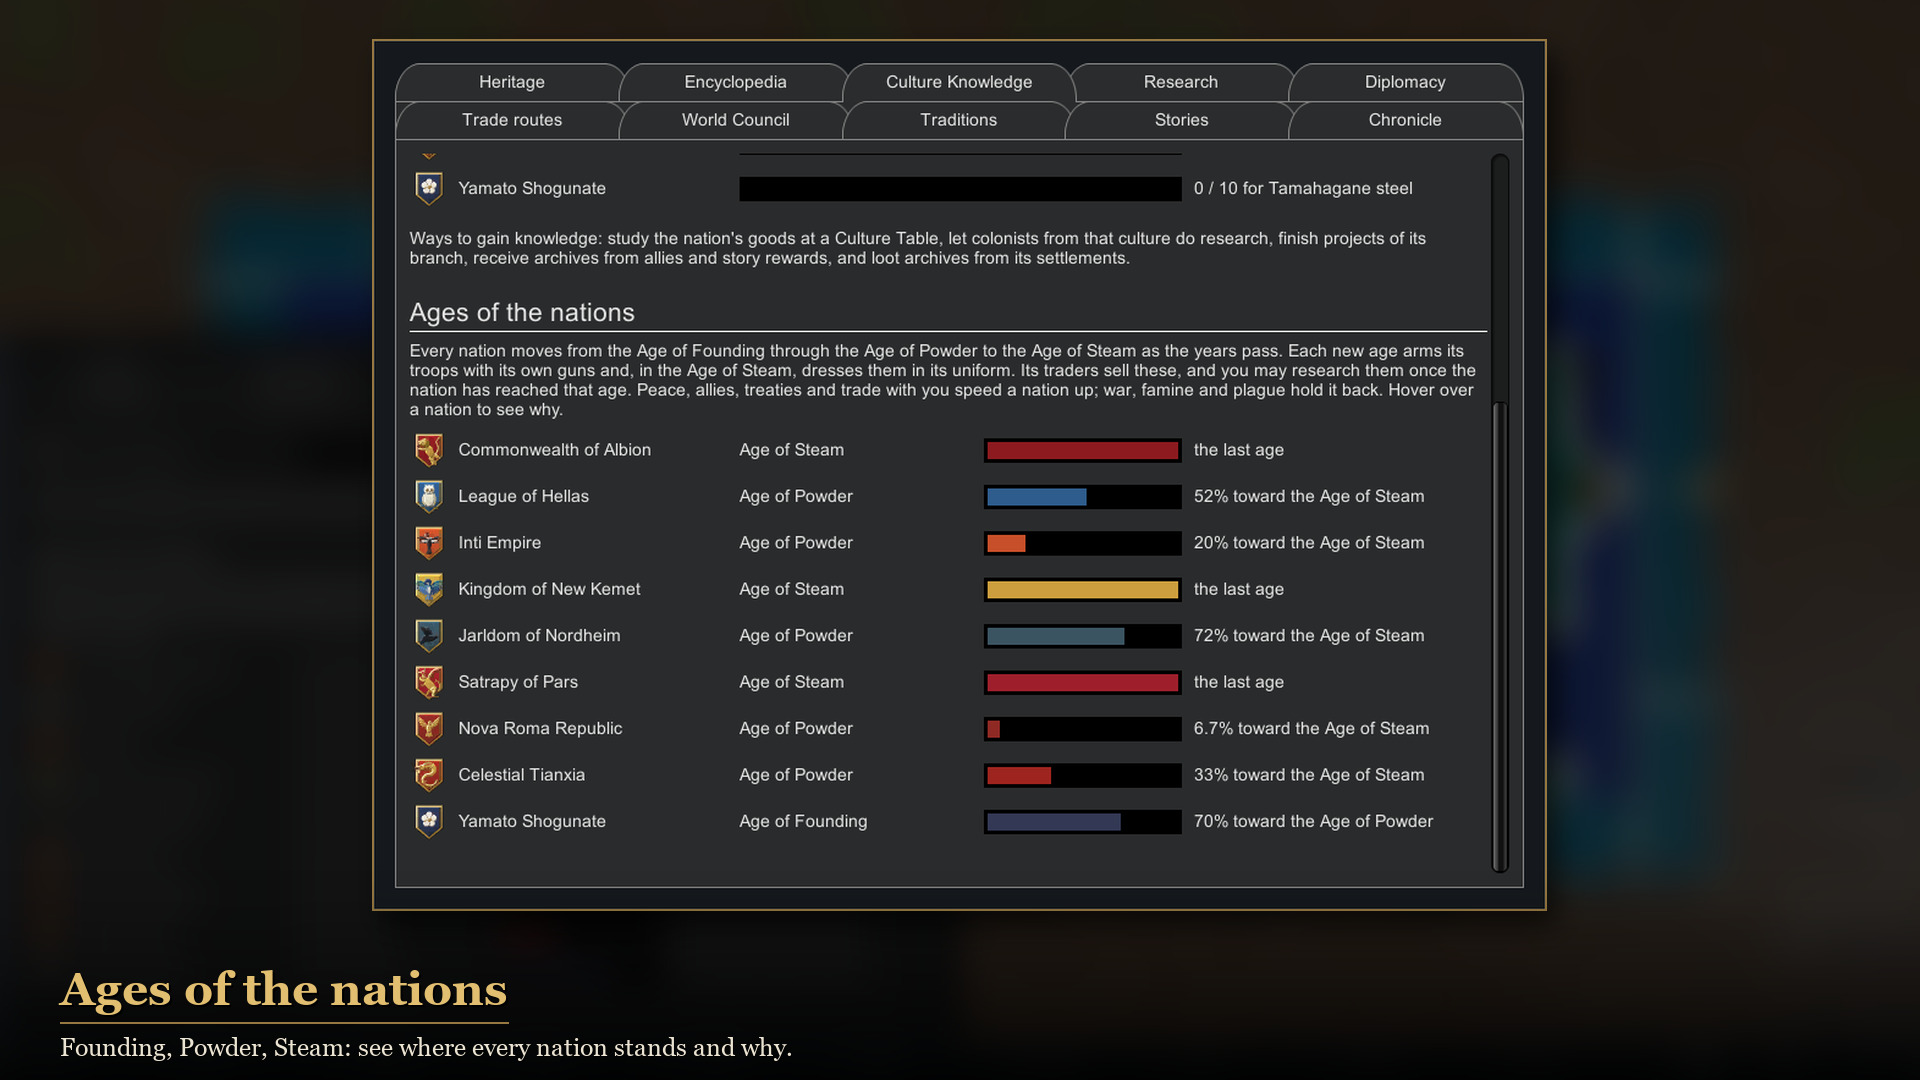 Heritage
Encyclopedia
Culture Knowledge
Research
Diplomacy
Trade routes
World Council
Traditions
Stories
Chronicle
Yamato Shogunate
0 / 10 for Tamahagane steel
Ways to gain knowledge: study the nation's goods at a Culture Table, let colonists from that culture do research, finish projects of its
branch, receive archives from allies and story rewards, and loot archives from its settlements.
Ages of the nations
Every nation moves from the Age of Founding through the Age of Powder to the Age of Steam as the years pass. Each new age arms its
troops with its own guns and, in the Age of Steam, dresses them in its uniform. Its traders sell these, and you may research them once the
nation has reached that age. Peace, allies, treaties and trade with you speed a nation up; war, famine and plague hold it back. Hover over
a nation to see why.
Commonwealth of Albion
Age of Steam
the last age
League of Hellas
Age of Powder
52% toward the Age of Steam
Inti Empire
Age of Powder
20% toward the Age of Steam
Kingdom of New Kemet
Age of Steam
the last age
Jarldom of Nordheim
Age of Powder
72% toward the Age of Steam
Satrapy of Pars
Age of Steam
the last age
Nova Roma Republic
Age of Powder
6.7% toward the Age of Steam
Celestial Tianxia
Age of Powder
33% toward the Age of Steam
Yamato Shogunate
Age of Founding
70% toward the Age of Powder
Ages of the nations
Founding, Powder, Steam: see where every nation stands and why.